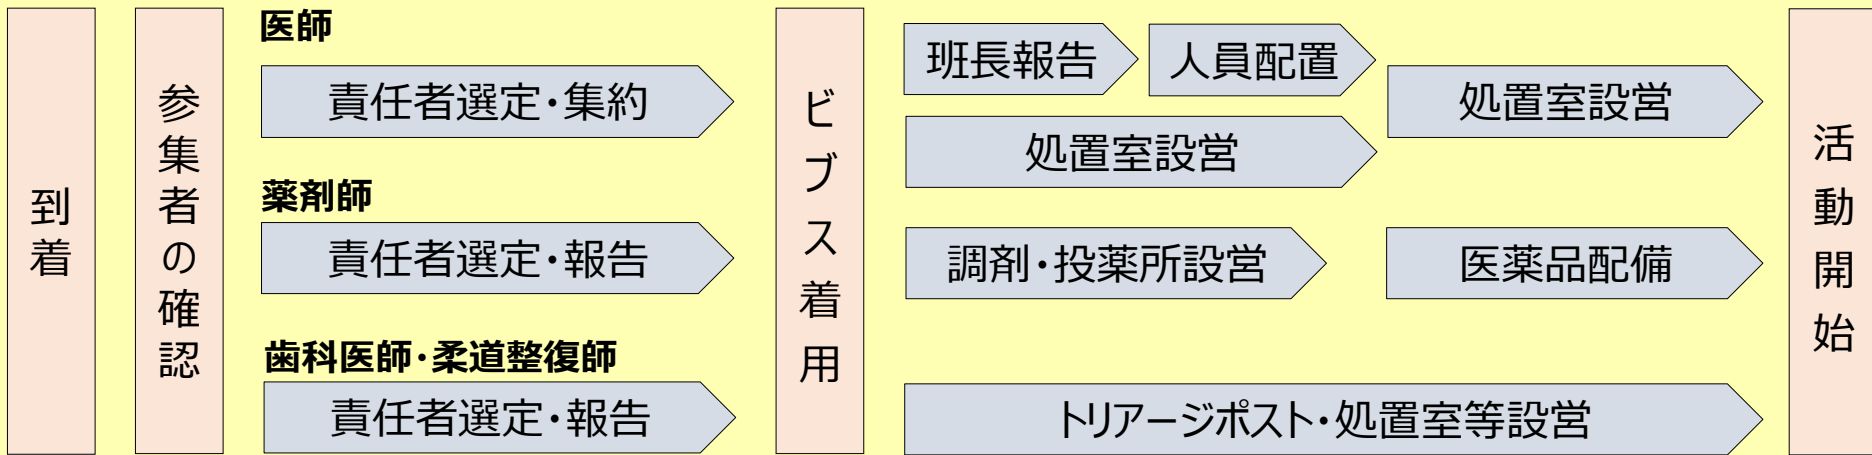 到着
参集者の確認
医師
責任者選定・集約
薬剤師
責任者選定・報告
歯科医師・柔道整復師
責任者選定・報告
ビブス着用
班長報告
人員配置
処置室設営
処置室設営
調剤・投薬所設営
医薬品配備
トリアージポスト・処置室等設営
活動開始